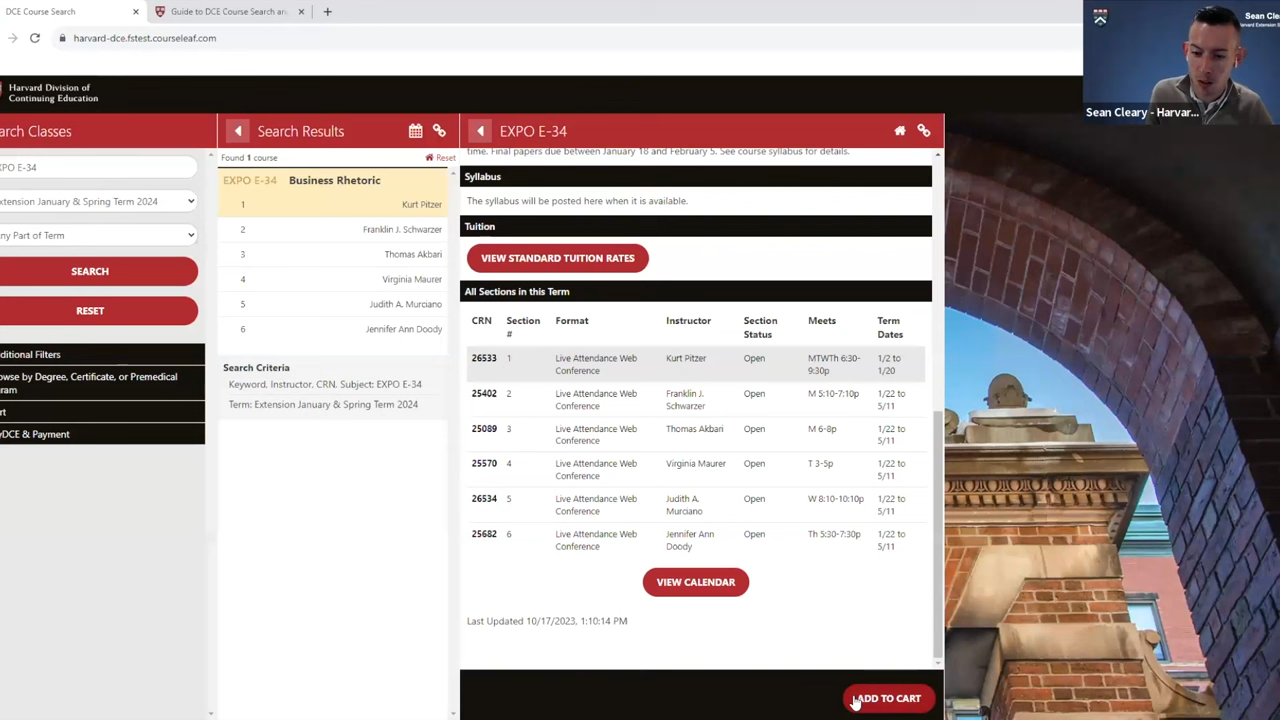 DCE Course Search
Guide to DCE Course Search an
harvard-dce.fstest.courseleaf.com
Sean Clea
Harvard Extension S
Sean Cleary - Harvar...
Harvard Division of
Continuing Education
arch Classes
XPO E-34
xtension January & Spring Term 2024
ny Part of Term
SEARCH
RESET
ditional Filters
owse by Degree, Certificate, or Premedical
gram
rt
yDCE & Payment
Search Results
Found 1 course
Reset
EXPO E-34 Business Rhetoric
1 Kurt Pitzer
2 Franklin J. Schwarzer
3 Thomas Akbari
4 Virginia Maurer
5 Judith A. Murciano
6 Jennifer Ann Doody
Search Criteria
Keyword, Instructor, CRN, Subject: EXPO E-34
Term: Extension January & Spring Term 2024
EXPO E-34
time. Final papers due between January 18 and February 5. See course syllabus for details.
Syllabus
The syllabus will be posted here when it is available.
Tuition
VIEW STANDARD TUITION RATES
All Sections in this Term
CRN Section # Format Instructor Section Status Meets Term Dates
26533 1 Live Attendance Web Conference Kurt Pitzer Open MTWTh 6:30-9:30p 1/2 to 1/20
25402 2 Live Attendance Web Conference Franklin J. Schwarzer Open M 5:10-7:10p 1/22 to 5/11
25089 3 Live Attendance Web Conference Thomas Akbari Open M 6-8p 1/22 to 5/11
25570 4 Live Attendance Web Conference Virginia Maurer Open T 3-5p 1/22 to 5/11
26534 5 Live Attendance Web Conference Judith A. Murciano Open W 8:10-10:10p 1/22 to 5/11
25682 6 Live Attendance Web Conference Jennifer Ann Doody Open Th 5:30-7:30p 1/22 to 5/11
VIEW CALENDAR
Last Updated 10/17/2023, 1:10:14 PM
ADD TO CART